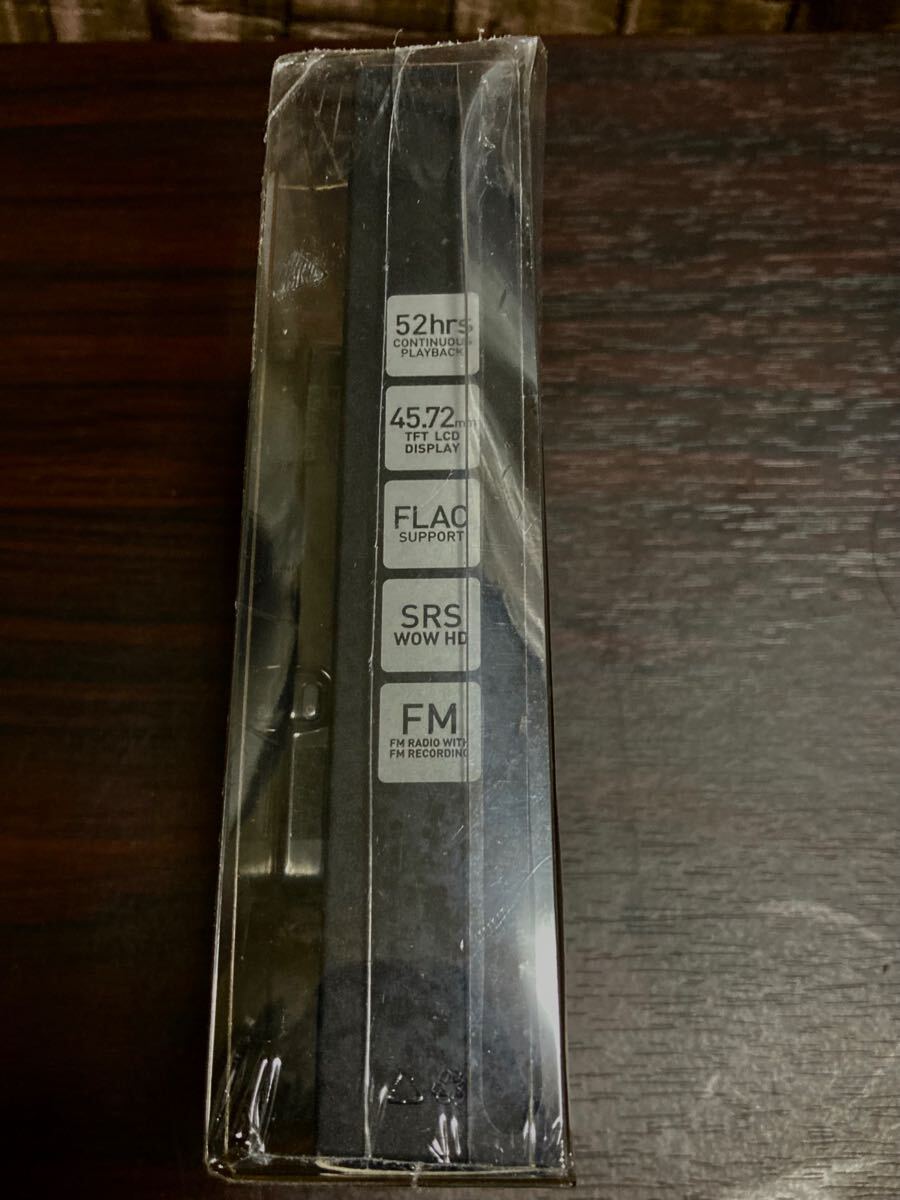 52hrs
CONTINUOUS
PLAYBACK
45.72mm
TFT LCD
DISPLAY
FLAC
SUPPORT
SRS
WOW HD
FM
FM RADIO WITH
FM RECORDING